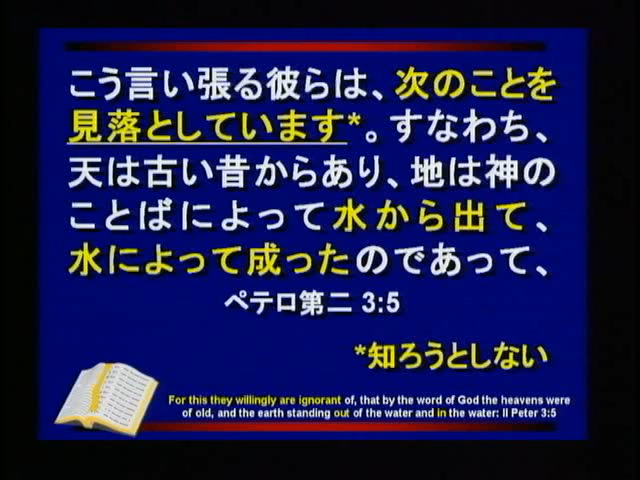 こう言い張る彼らは、次のことを
見落としています*。すなわち、
天は古い昔からあり、地は神の
ことばによって水から出て、
水によって成ったのであって、
ペテロ第二 3:5
*知ろうとしない
For this they willingly are ignorant of, that by the word of God the heavens were
of old, and the earth standing out of the water and in the water: II Peter 3:5